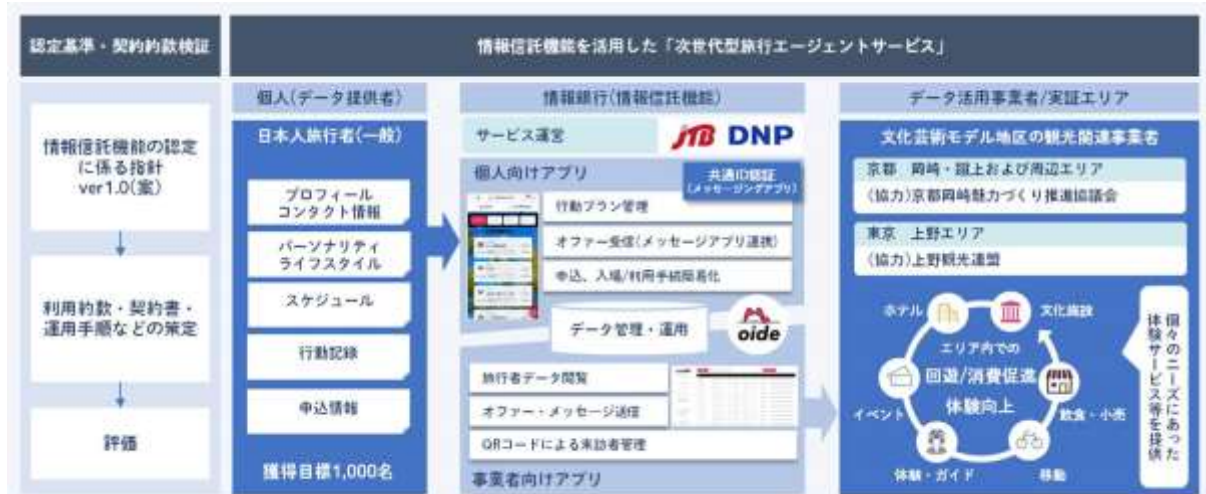 認定基準・契約約款検証
情報信託機能の認定
に係る指針
ver1.0(案)
利用約款・契約書・
運用手順などの策定
評価
情報信託機能を活用した「次世代型旅行エージェントサービス」
個人(データ提供者)
日本人旅行者(一般)
プロフィール
コンタクト情報
パーソナリティ
ライフスタイル
スケジュール
行動記録
申込情報
獲得目標1,000名
情報銀行(情報信託機能)
サービス運営
JTB DNP
個人向けアプリ
共通ID認証
(メッセージングアプリ)
行動プラン管理
オファー受信(メッセージアプリ連携)
申込、入場/利用手続簡易化
データ管理・運用
oide
旅行者データ閲覧
オファー・メッセージ送信
QRコードによる来訪者管理
事業者向けアプリ
データ活用事業者/実証エリア
文化芸術モデル地区の観光関連事業者
京都 岡崎・蹴上および周辺エリア
(協力)京都岡崎魅力づくり推進協議会
東京 上野エリア
(協力)上野観光連盟
ホテル
文化施設
エリア内での
回遊/消費促進
体験向上
イベント
飲食・小売
体験・ガイド
移動
個々のニーズにあった
体験サービス等を提供